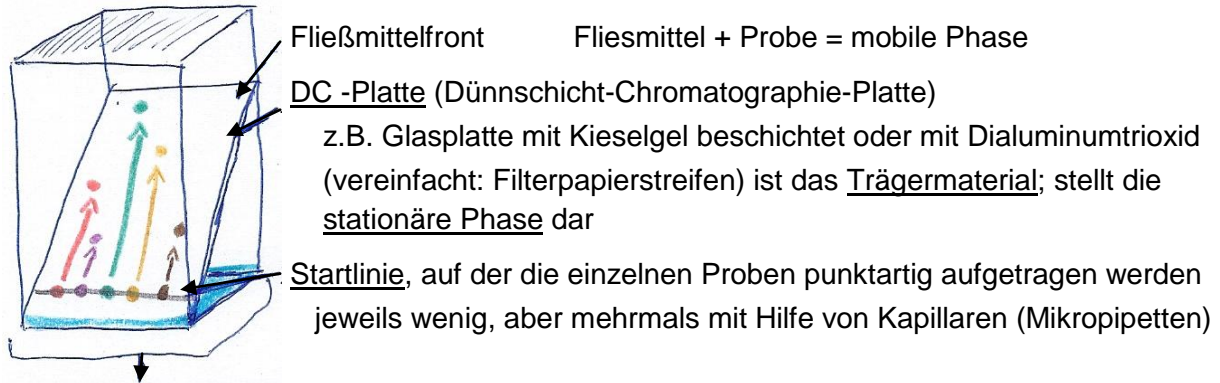 Fließmittelfront Fliesmittel + Probe = mobile Phase
DC -Platte (Dünnschicht-Chromatographie-Platte)
z.B. Glasplatte mit Kieselgel beschichtet oder mit Dialuminumtrioxid
(vereinfacht: Filterpapierstreifen) ist das Trägermaterial; stellt die
stationäre Phase dar
Startlinie, auf der die einzelnen Proben punktartig aufgetragen werden
jeweils wenig, aber mehrmals mit Hilfe von Kapillaren (Mikropipetten)